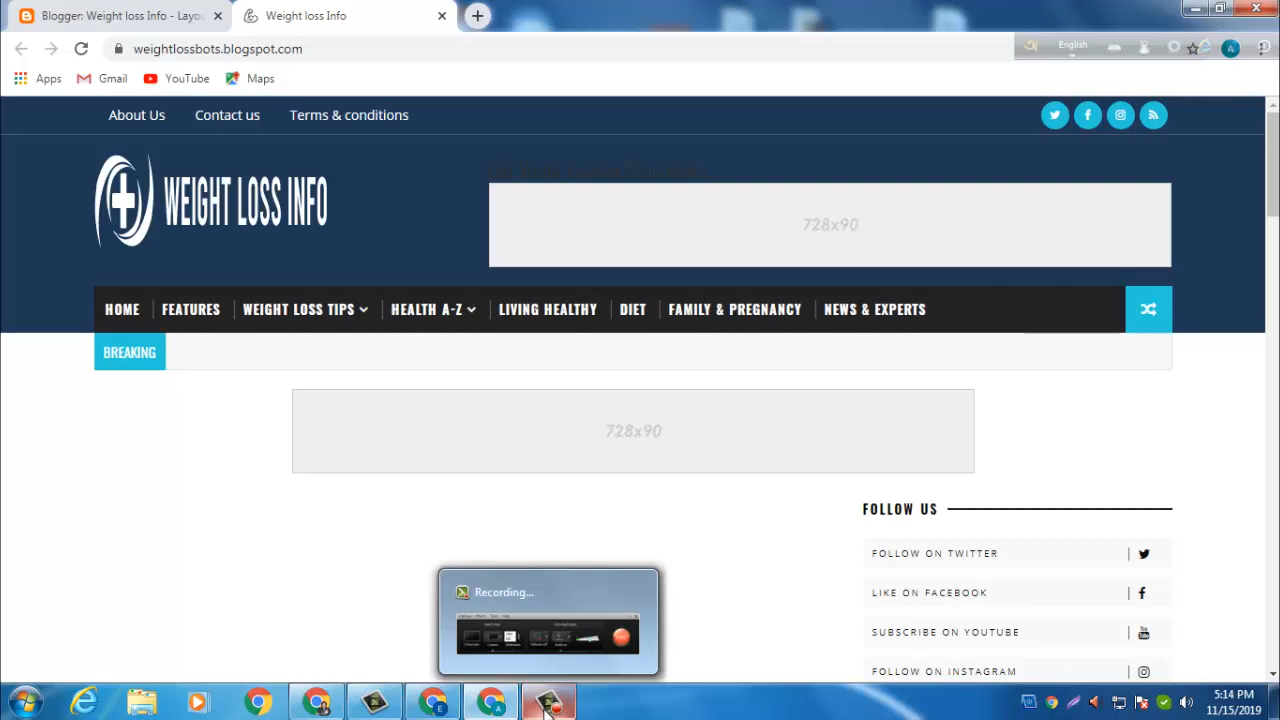 Blogger: Weight loss Info - Layou
Weight loss Info
weightlossbots.blogspot.com
English
Apps
Gmail
YouTube
Maps
About Us
Contact us
Terms & conditions
WEIGHT LOSS INFO
728x90
HOME
FEATURES
WEIGHT LOSS TIPS
HEALTH A-Z
LIVING HEALTHY
DIET
FAMILY & PREGNANCY
NEWS & EXPERTS
BREAKING
728x90
FOLLOW US
FOLLOW ON TWITTER
LIKE ON FACEBOOK
SUBSCRIBE ON YOUTUBE
FOLLOW ON INSTAGRAM
Recording...
5:14 PM
11/15/2019